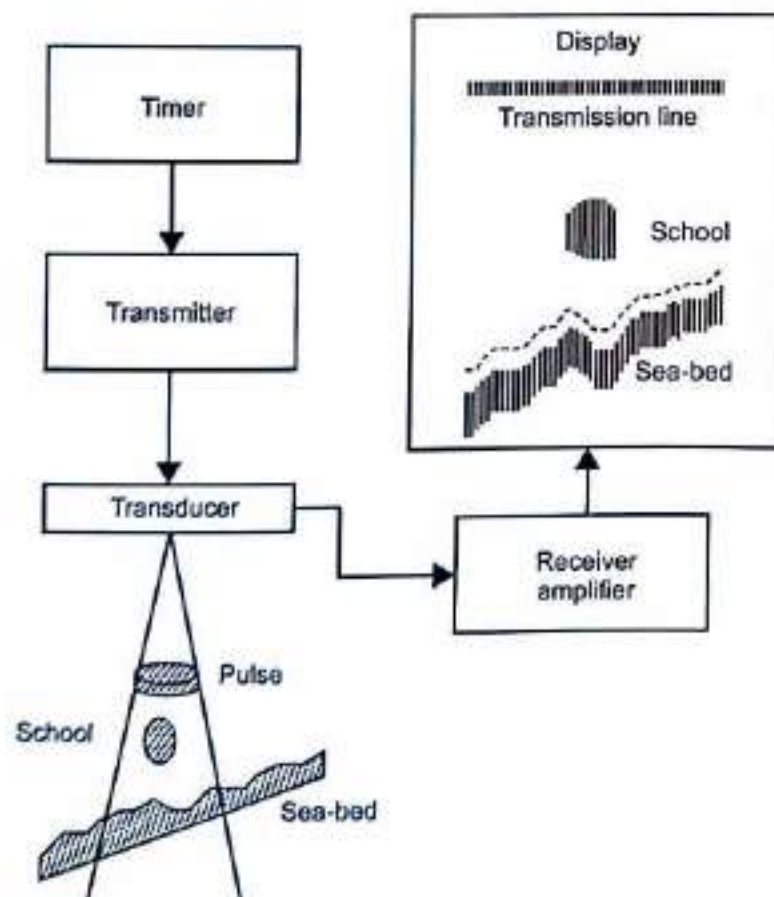 Timer
Transmitter
Transducer
Pulse
School
Sea-bed
Display
Transmission line
School
Sea-bed
Receiver
amplifier